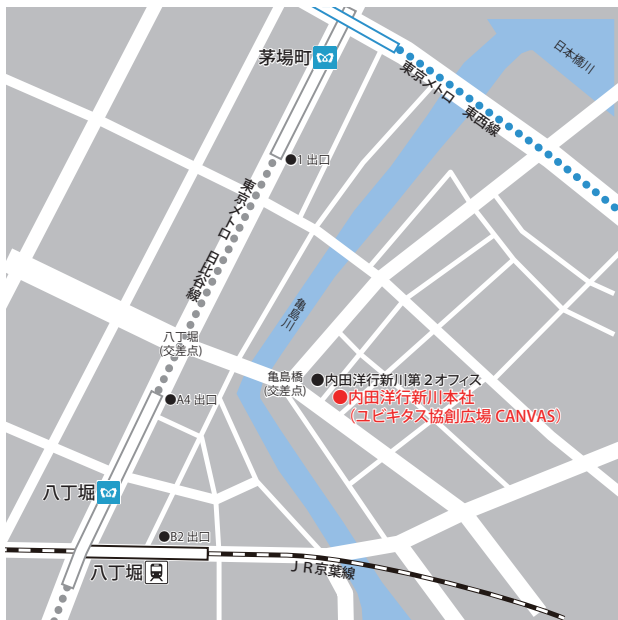 茅場町
日本橋川
東京メトロ 東西線
1 出口
東京メトロ 日比谷線
亀島川
八丁堀
(交差点)
亀島橋
(交差点)
内田洋行新川第2オフィス
内田洋行新川本社
(ユビキタス協創広場 CANVAS)
A4 出口
八丁堀
B2 出口
八丁堀
JR京葉線